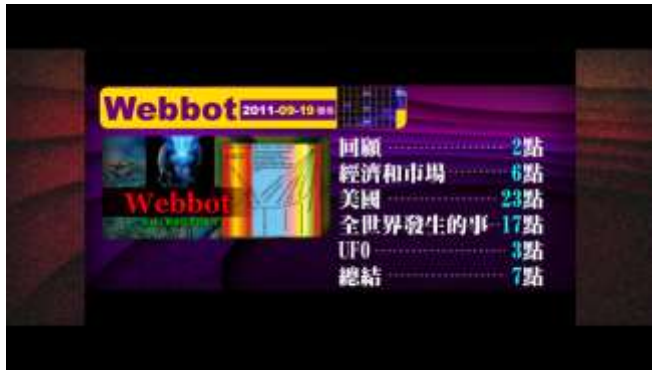 Webbot 2011-09-19
Webbot
回顧 2點
經濟和市場 6點
美國 23點
全世界發生的事 17點
UFO 3點
總結 7點